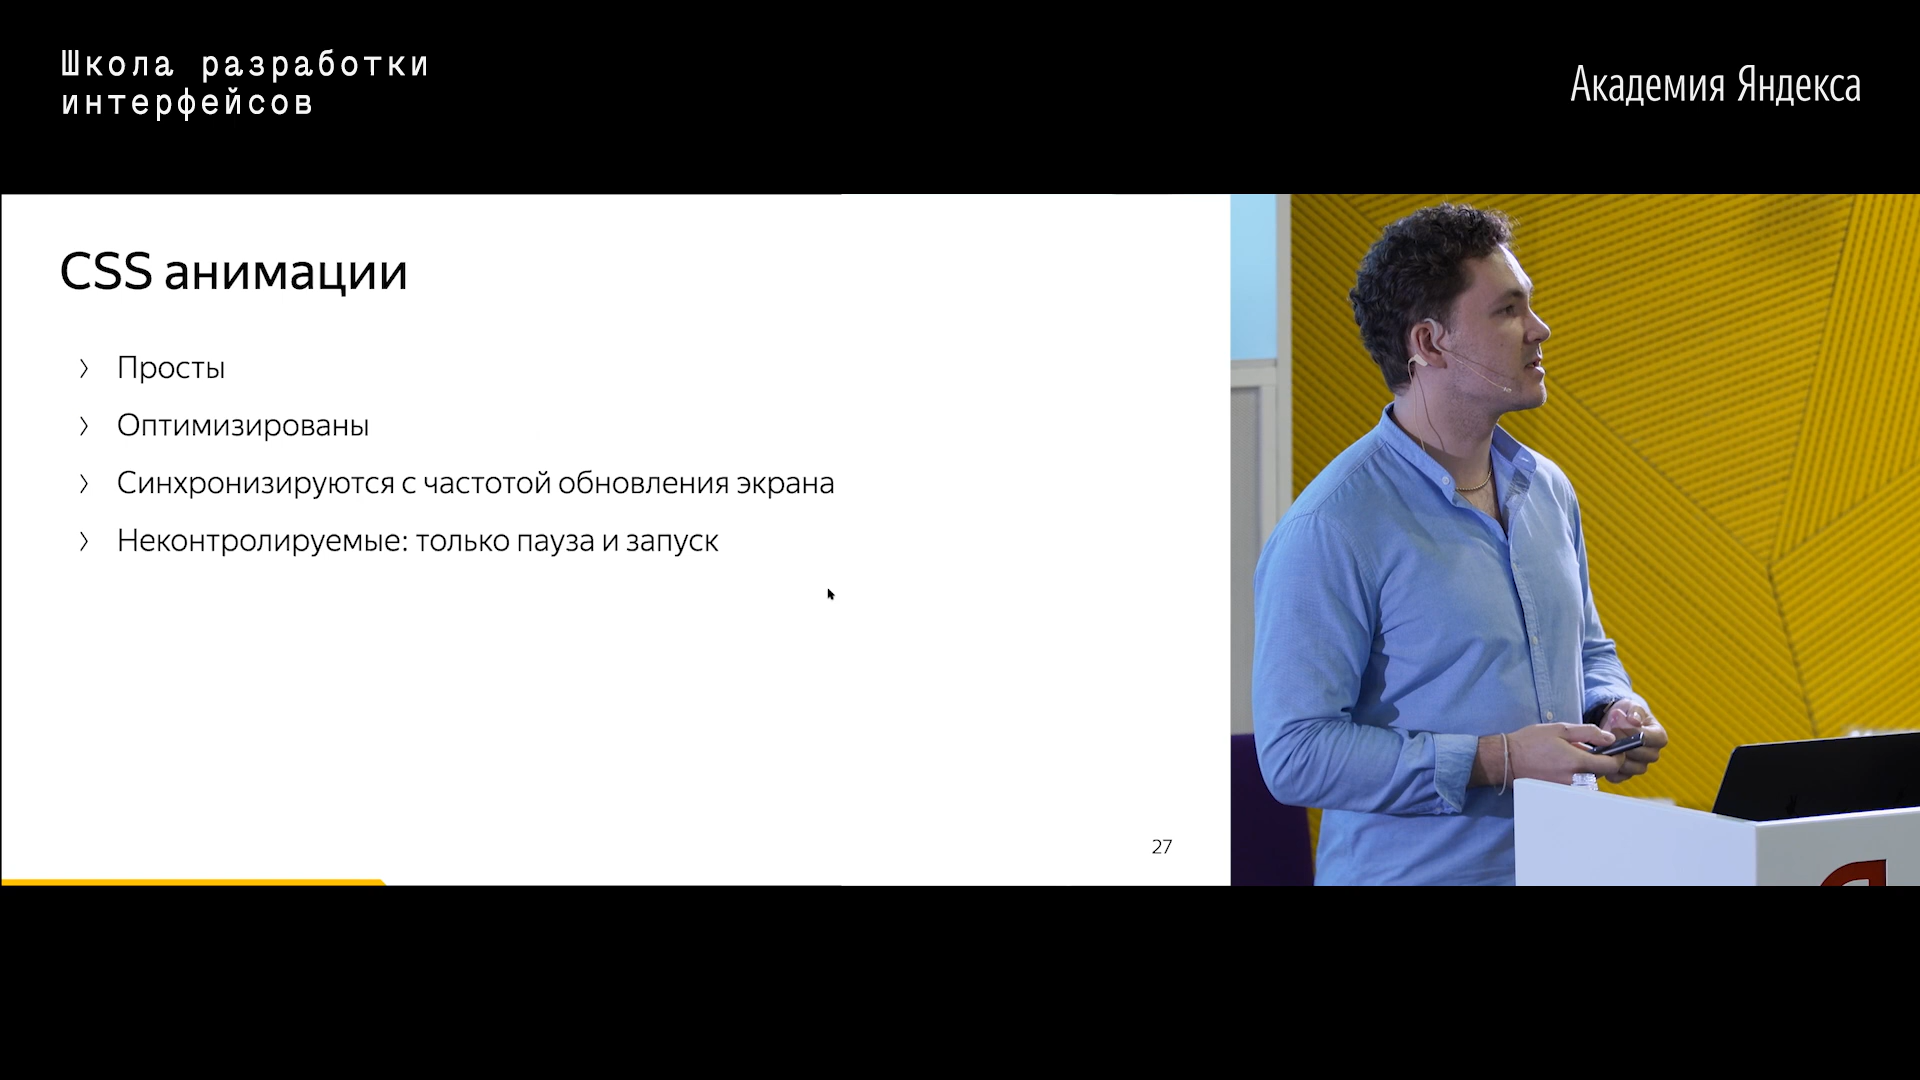 Школа разработки
интерфейсов
Академия Яндекса
CSS анимации
› Просты
› Оптимизированы
› Синхронизируются с частотой обновления экрана
› Неконтролируемые: только пауза и запуск
27
Я